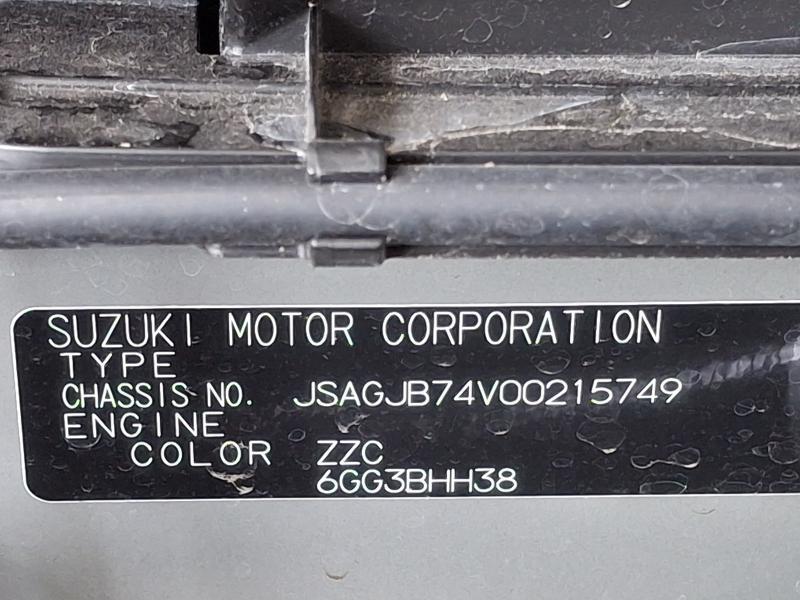 SUZUKI MOTOR CORPORATION
TYPE
CHASSIS NO. JSAGJB74V00215749
ENGINE
COLOR ZZC
6GG3BHH38